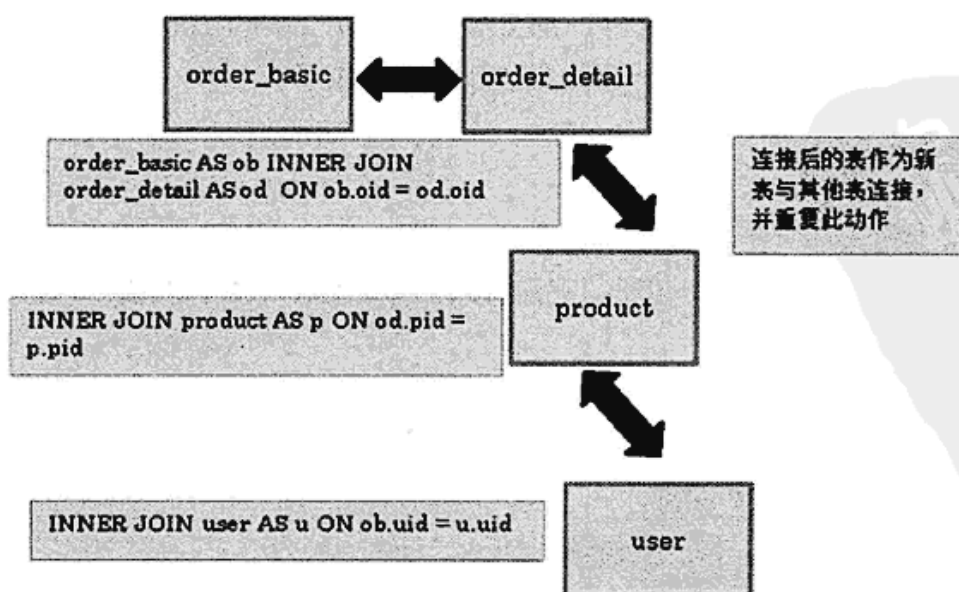 order_basic
order_detail
order_basic AS ob INNER JOIN
order_detail AS od ON ob.oid = od.oid
连接后的表作为新
表与其他表连接，
并重复此动作
product
INNER JOIN product AS p ON od.pid =
p.pid
INNER JOIN user AS u ON ob.uid = u.uid
user